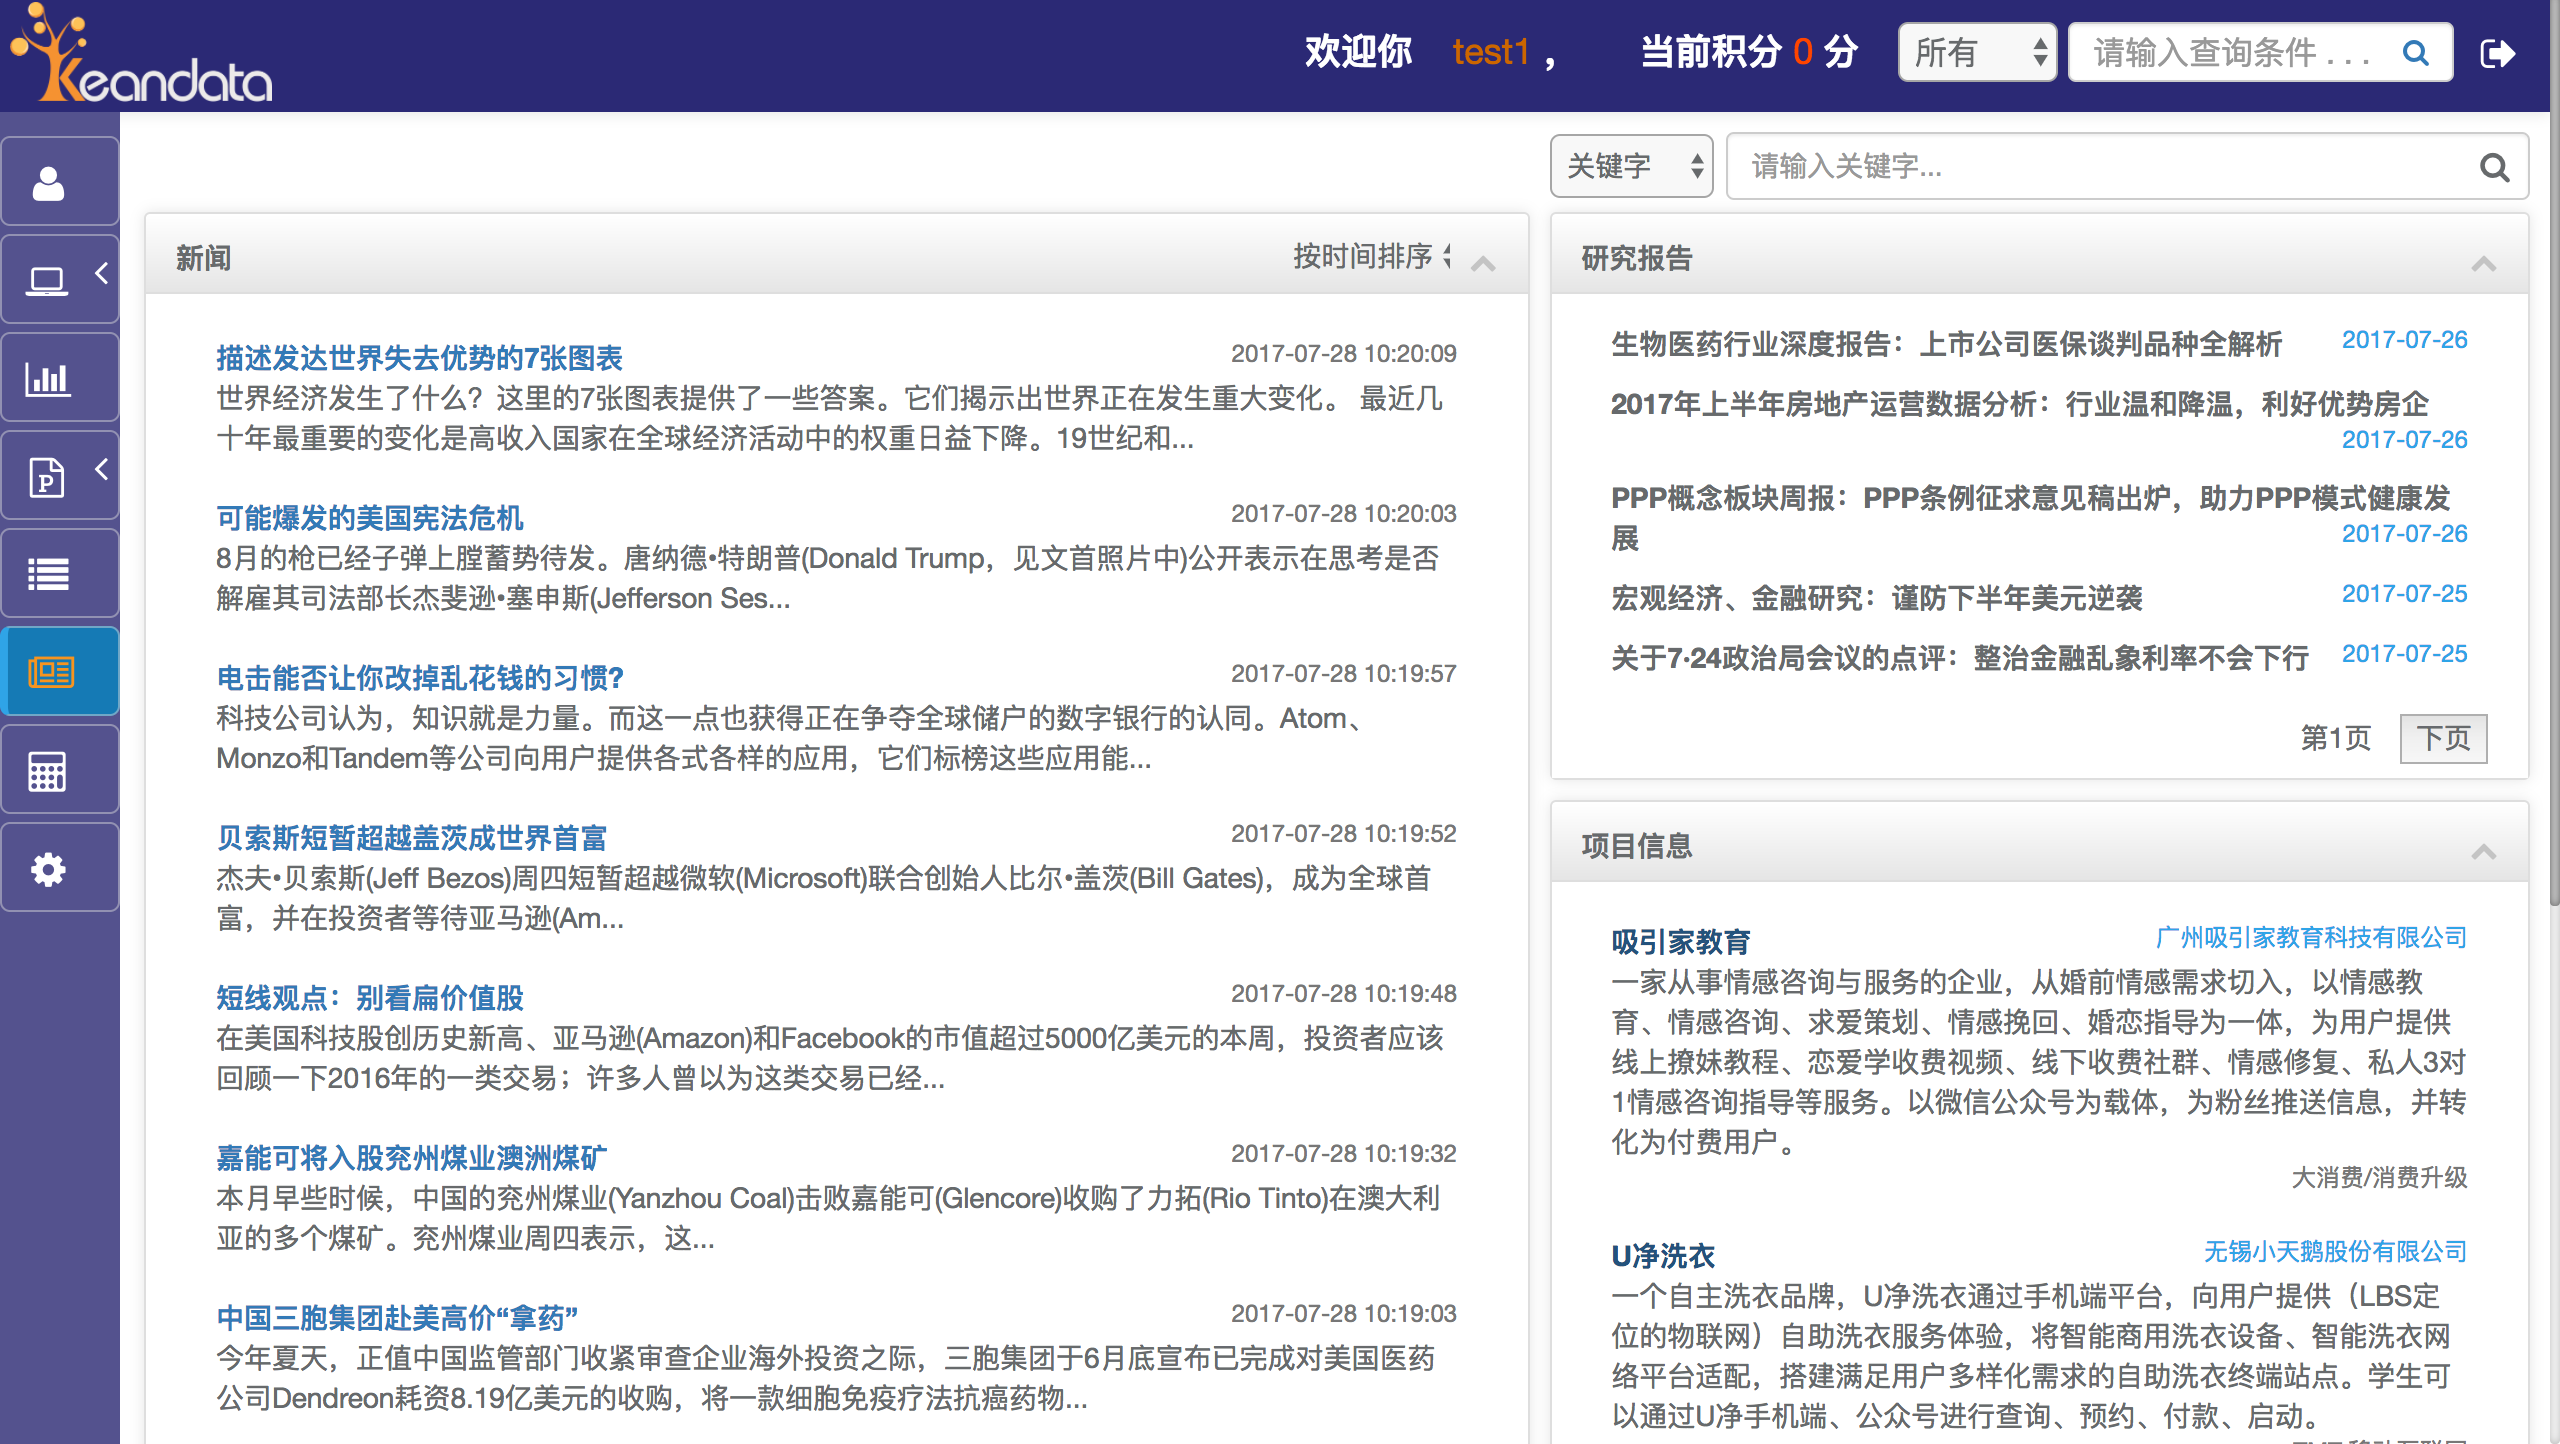 Keandata
欢迎你 test1 ， 当前积分 0 分 所有 请输入查询条件 . . .
关键字 请输入关键字...
新闻 按时间排序
描述发达世界失去优势的7张图表 2017-07-28 10:20:09
世界经济发生了什么？这里的7张图表提供了一些答案。它们揭示出世界正在发生重大变化。 最近几
十年最重要的变化是高收入国家在全球经济活动中的权重日益下降。19世纪和...
可能爆发的美国宪法危机 2017-07-28 10:20:03
8月的枪已经子弹上膛蓄势待发。唐纳德•特朗普(Donald Trump，见文首照片中)公开表示在思考是否
解雇其司法部长杰斐逊•塞申斯(Jefferson Ses...
电击能否让你改掉乱花钱的习惯? 2017-07-28 10:19:57
科技公司认为，知识就是力量。而这一点也获得正在争夺全球储户的数字银行的认同。Atom、
Monzo和Tandem等公司向用户提供各式各样的应用，它们标榜这些应用能...
贝索斯短暂超越盖茨成世界首富 2017-07-28 10:19:52
杰夫•贝索斯(Jeff Bezos)周四短暂超越微软(Microsoft)联合创始人比尔•盖茨(Bill Gates)，成为全球首
富，并在投资者等待亚马逊(Am...
短线观点：别看扁价值股 2017-07-28 10:19:48
在美国科技股创历史新高、亚马逊(Amazon)和Facebook的市值超过5000亿美元的本周，投资者应该
回顾一下2016年的一类交易；许多人曾以为这类交易已经...
嘉能可将入股兖州煤业澳洲煤矿 2017-07-28 10:19:32
本月早些时候，中国的兖州煤业(Yanzhou Coal)击败嘉能可(Glencore)收购了力拓(Rio Tinto)在澳大利
亚的多个煤矿。兖州煤业周四表示，这...
中国三胞集团赴美高价“拿药” 2017-07-28 10:19:03
今年夏天，正值中国监管部门收紧审查企业海外投资之际，三胞集团于6月底宣布已完成对美国医药
公司Dendreon耗资8.19亿美元的收购，将一款细胞免疫疗法抗癌药物...
研究报告
生物医药行业深度报告：上市公司医保谈判品种全解析 2017-07-26
2017年上半年房地产运营数据分析：行业温和降温，利好优势房企
2017-07-26
PPP概念板块周报：PPP条例征求意见稿出炉，助力PPP模式健康发
展 2017-07-26
宏观经济、金融研究：谨防下半年美元逆袭 2017-07-25
关于7·24政治局会议的点评：整治金融乱象利率不会下行 2017-07-25
第1页 下页
项目信息
吸引家教育 广州吸引家教育科技有限公司
一家从事情感咨询与服务的企业，从婚前情感需求切入，以情感教
育、情感咨询、求爱策划、情感挽回、婚恋指导为一体，为用户提供
线上撩妹教程、恋爱学收费视频、线下收费社群、情感修复、私人3对
1情感咨询指导等服务。以微信公众号为载体，为粉丝推送信息，并转
化为付费用户。
大消费/消费升级
U净洗衣 无锡小天鹅股份有限公司
一个自主洗衣品牌，U净洗衣通过手机端平台，向用户提供（LBS定
位的物联网）自助洗衣服务体验，将智能商用洗衣设备、智能洗衣网
络平台适配，搭建满足用户多样化需求的自助洗衣终端站点。学生可
以通过U净手机端、公众号进行查询、预约、付款、启动。